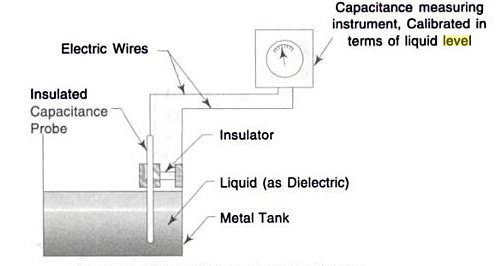 Capacitance measuring
instrument, Calibrated in
terms of liquid level
Electric Wires
Insulated
Capacitance
Probe
Insulator
Liquid (as Dielectric)
Metal Tank